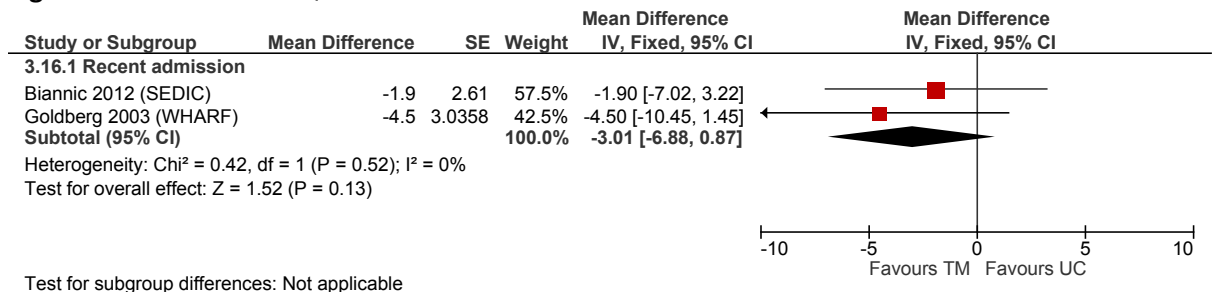 Mean Difference Mean Difference
Study or Subgroup Mean Difference SE Weight IV, Fixed, 95% CI IV, Fixed, 95% CI
3.16.1 Recent admission
Biannic 2012 (SEDIC) -1.9 2.61 57.5% -1.90 [-7.02, 3.22]
Goldberg 2003 (WHARF) -4.5 3.0358 42.5% -4.50 [-10.45, 1.45]
Subtotal (95% CI) 100.0% -3.01 [-6.88, 0.87]
Heterogeneity: Chi² = 0.42, df = 1 (P = 0.52); I² = 0%
Test for overall effect: Z = 1.52 (P = 0.13)
-10 -5 0 5 10
Favours TM Favours UC
Test for subgroup differences: Not applicable